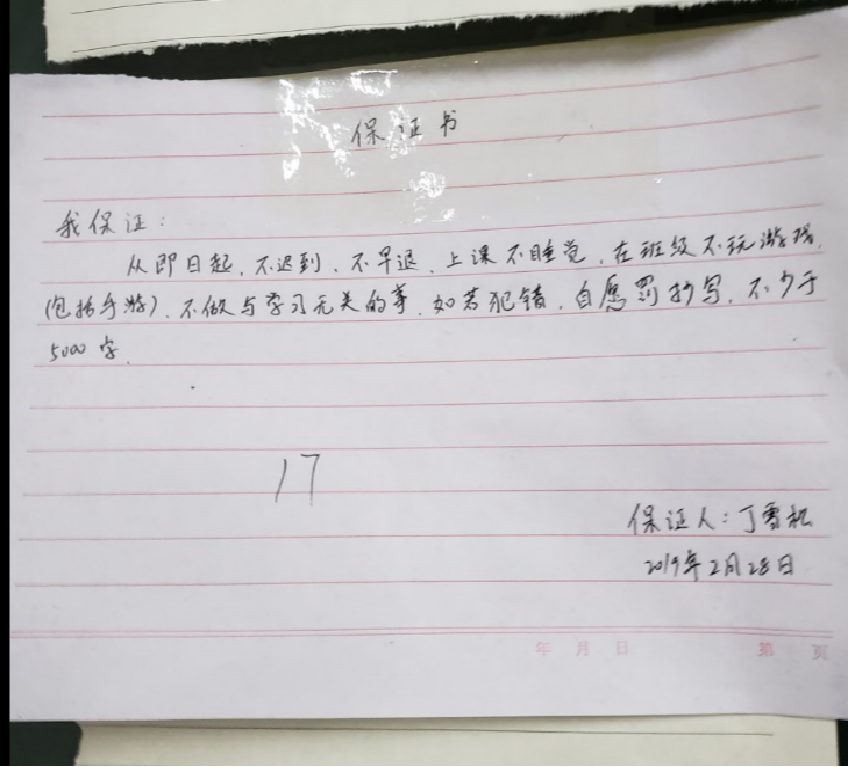 保证书
我保证：
从即日起，不迟到、不早退、上课不睡觉，在班级不玩游戏
（包括手游）、不做与学习无关的事，如若犯错，自愿罚抄写，不少于
5000字.
17
保证人：丁雪松
2019年2月28日
年 月 日 第 页